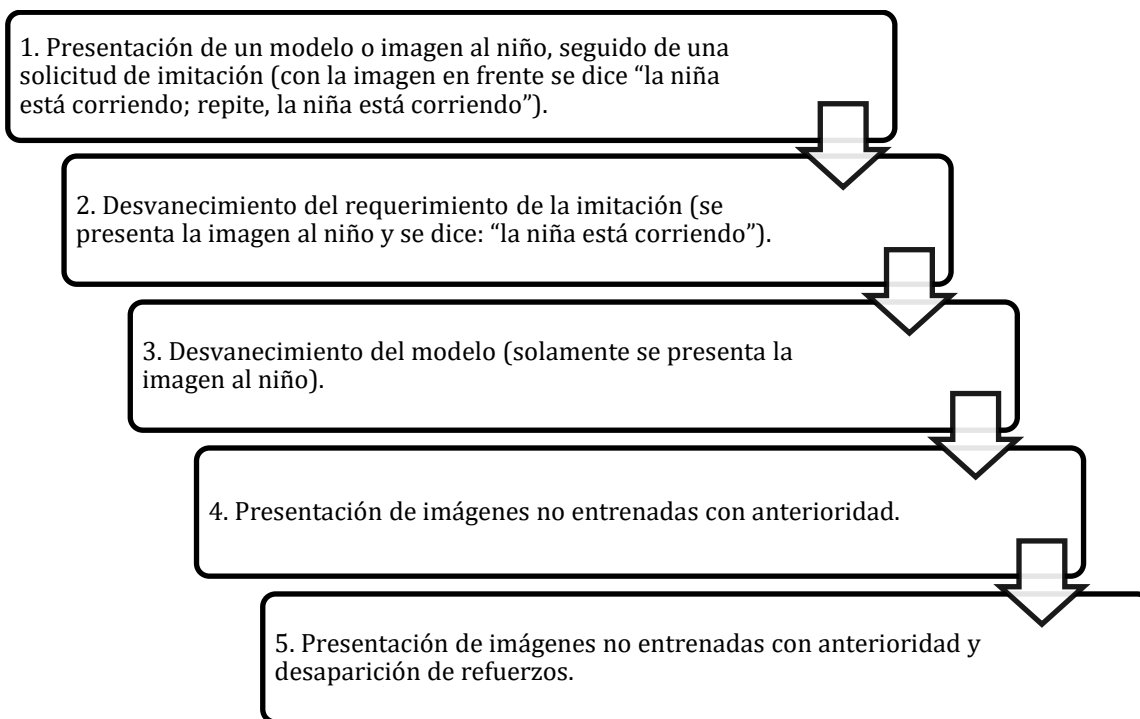 1. Presentación de un modelo o imagen al niño, seguido de una
solicitud de imitación (con la imagen en frente se dice “la niña
está corriendo; repite, la niña está corriendo”).
2. Desvanecimiento del requerimiento de la imitación (se
presenta la imagen al niño y se dice: “la niña está corriendo”).
3. Desvanecimiento del modelo (solamente se presenta la
imagen al niño).
4. Presentación de imágenes no entrenadas con anterioridad.
5. Presentación de imágenes no entrenadas con anterioridad y
desaparición de refuerzos.